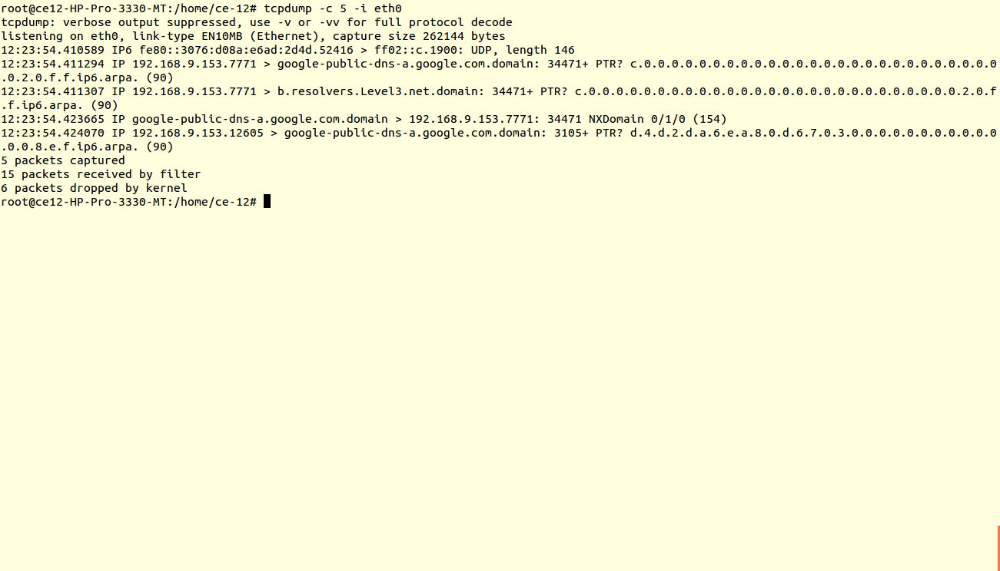 root@ce12-HP-Pro-3330-MT:/home/ce-12# tcpdump -c 5 -i eth0
tcpdump: verbose output suppressed, use -v or -vv for full protocol decode
listening on eth0, link-type EN10MB (Ethernet), capture size 262144 bytes
12:23:54.410589 IP6 fe80::3076:d08a:e6ad:2d4d.52416 > ff02::c.1900: UDP, length 146
12:23:54.411294 IP 192.168.9.153.7771 > google-public-dns-a.google.com.domain: 34471+ PTR? c.0.0.0.0.0.0.0.0.0.0.0.0.0.0.0.0.0.0.0.0.0.0.0.0.0.0
.0.2.0.f.f.ip6.arpa. (90)
12:23:54.411307 IP 192.168.9.153.7771 > b.resolvers.Level3.net.domain: 34471+ PTR? c.0.0.0.0.0.0.0.0.0.0.0.0.0.0.0.0.0.0.0.0.0.0.0.0.0.0.0.2.0.f
.f.ip6.arpa. (90)
12:23:54.423665 IP google-public-dns-a.google.com.domain > 192.168.9.153.7771: 34471 NXDomain 0/1/0 (154)
12:23:54.424070 IP 192.168.9.153.12605 > google-public-dns-a.google.com.domain: 3105+ PTR? d.4.d.2.d.a.6.e.a.8.0.d.6.7.0.3.0.0.0.0.0.0.0.0.0.0.0
.0.0.8.e.f.ip6.arpa. (90)
5 packets captured
15 packets received by filter
6 packets dropped by kernel
root@ce12-HP-Pro-3330-MT:/home/ce-12#